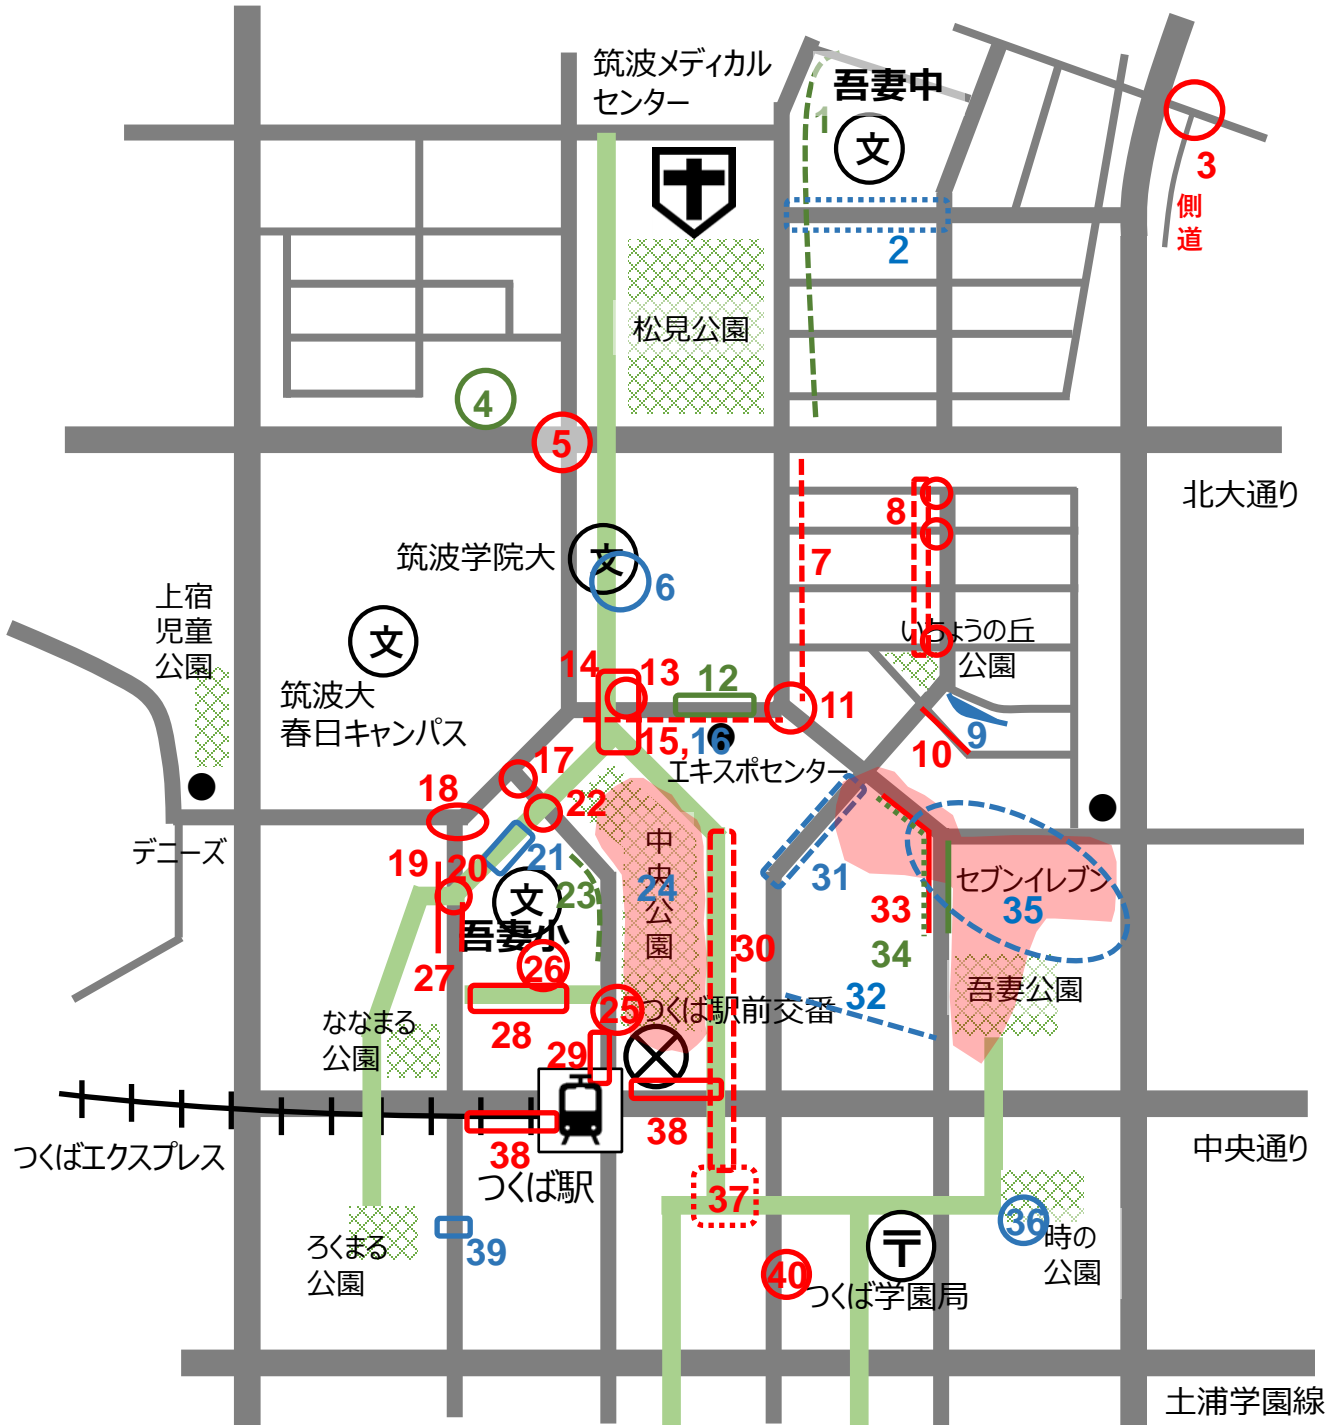 筑波メディカル
センター
吾妻中
文
1
3
側
道
2
松見公園
4
5
北大通り
8
7
筑波学院大
文
6
上宿
児童
公園
文
筑波大
春日キャンパス
いちょうの丘
公園
14
13
12
11
15,16
エキスポセンター
10
9
17
18
22
デニーズ
19
20
21
文
吾妻小
23
中
央
公
園
24
31
セブンイレブン
35
33
34
30
27
26
28
25
つくば駅前交番
32
吾妻公園
ななまる
公園
29
38
38
つくばエクスプレス
つくば駅
中央通り
37
39
ろくまる
公園
36
時の
公園
〒
40
つくば学園局
土浦学園線